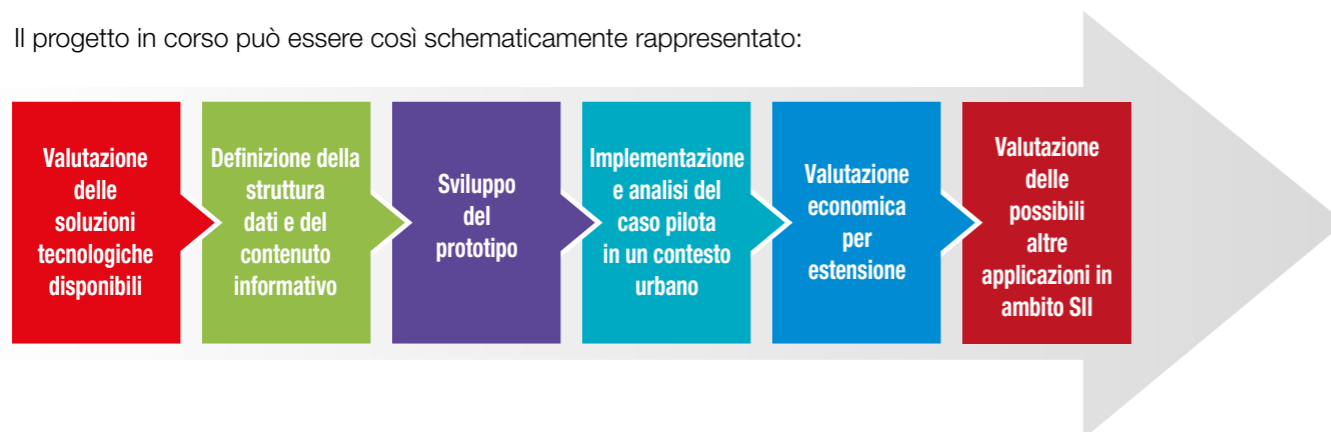 Il progetto in corso può essere così schematicamente rappresentato:
Valutazione
delle
soluzioni
tecnologiche
disponibili
Definizione della
struttura
dati e del
contenuto
informativo
Sviluppo
del
prototipo
Implementazione
e analisi del
caso pilota
in un contesto
urbano
Valutazione
economica
per
estensione
Valutazione
delle
possibili
altre
applicazioni in
ambito SII